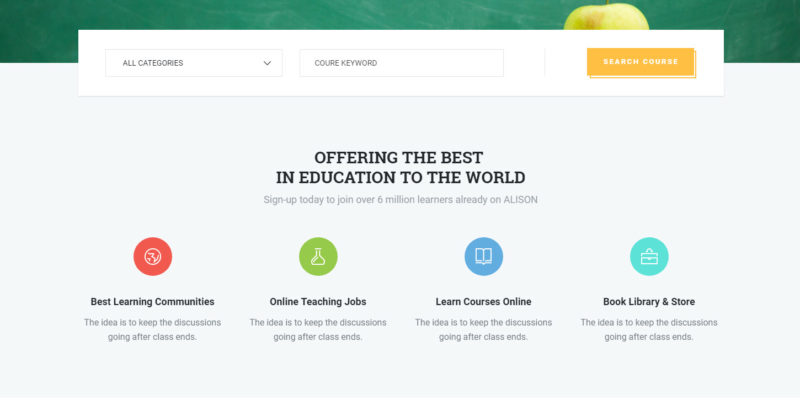 ALL CATEGORIES
COURE KEYWORD
SEARCH COURSE
OFFERING THE BEST
IN EDUCATION TO THE WORLD
Sign-up today to join over 6 million learners already on ALISON
Best Learning Communities
The idea is to keep the discussions
going after class ends.
Online Teaching Jobs
The idea is to keep the discussions
going after class ends.
Learn Courses Online
The idea is to keep the discussions
going after class ends.
Book Library & Store
The idea is to keep the discussions
going after class ends.